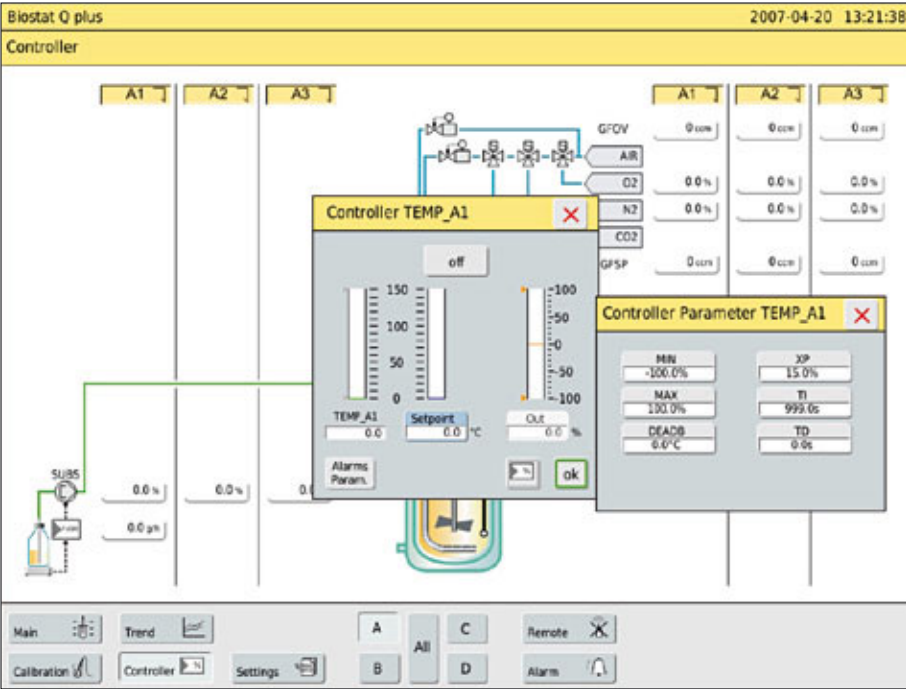 Biostat Q plus 2007-04-20 13:21:38
Controller
A1 A2 A3 A1 A2 A3
GFOV 0 ccm 0 ccm 0 ccm
AIR
O2 0.0 % 0.0 % 0.0 %
N2 0.0 % 0.0 % 0.0 %
CO2
GFSP 0 ccm 0 ccm 0 ccm
Controller TEMP_A1
off
150 100
100 50
50 0
-50
0 -100
TEMP_A1 Setpoint Out
0.0 0.0 °C 0.0 %
Alarms
Param.
% ok
Controller Parameter TEMP_A1
MIN XP
-100.0% 15.0%
MAX TI
100.0% 999.0s
DEADB TD
0.0°C 0.0s
SUBS
0.0 % 0.0 % 0.
0.0 g/h
Main Trend A All C Remote
Calibration Controller % Settings B D Alarm